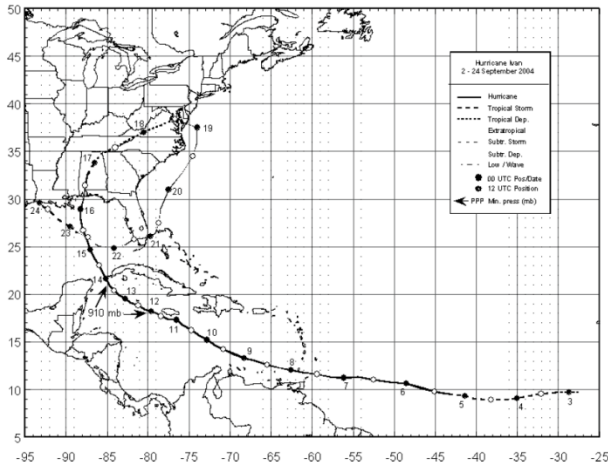 50
45
40
35
30
25
20
15
10
5
-95 -90 -85 -80 -75 -70 -65 -60 -55 -50 -45 -40 -35 -30 -25
Hurricane Ivan
2 - 24 September 2004
Hurricane
Tropical Storm
Tropical Dep.
Extratropical
Subtr. Storm
Subtr. Dep.
Low / Wave
00 UTC Pos/Date
12 UTC Position
PPP Min. press (mb)
18
19
17
20
24
16
23
21
15
22
14
13
12
910 mb
11
10
9
8
7
6
5
4
3